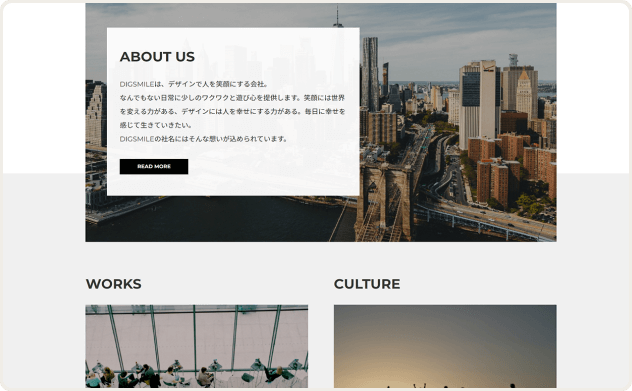 ABOUT US
DIGSMILEは、デザインで人を笑顔にする会社。
なんでもない日常に少しのワクワクと遊び心を提供します。笑顔には世界
を変える力がある、デザインには人を幸せにする力がある。毎日に幸せを
感じて生きていきたい。
DIGSMILEの社名にはそんな想いが込められています。
READ MORE
WORKS
CULTURE